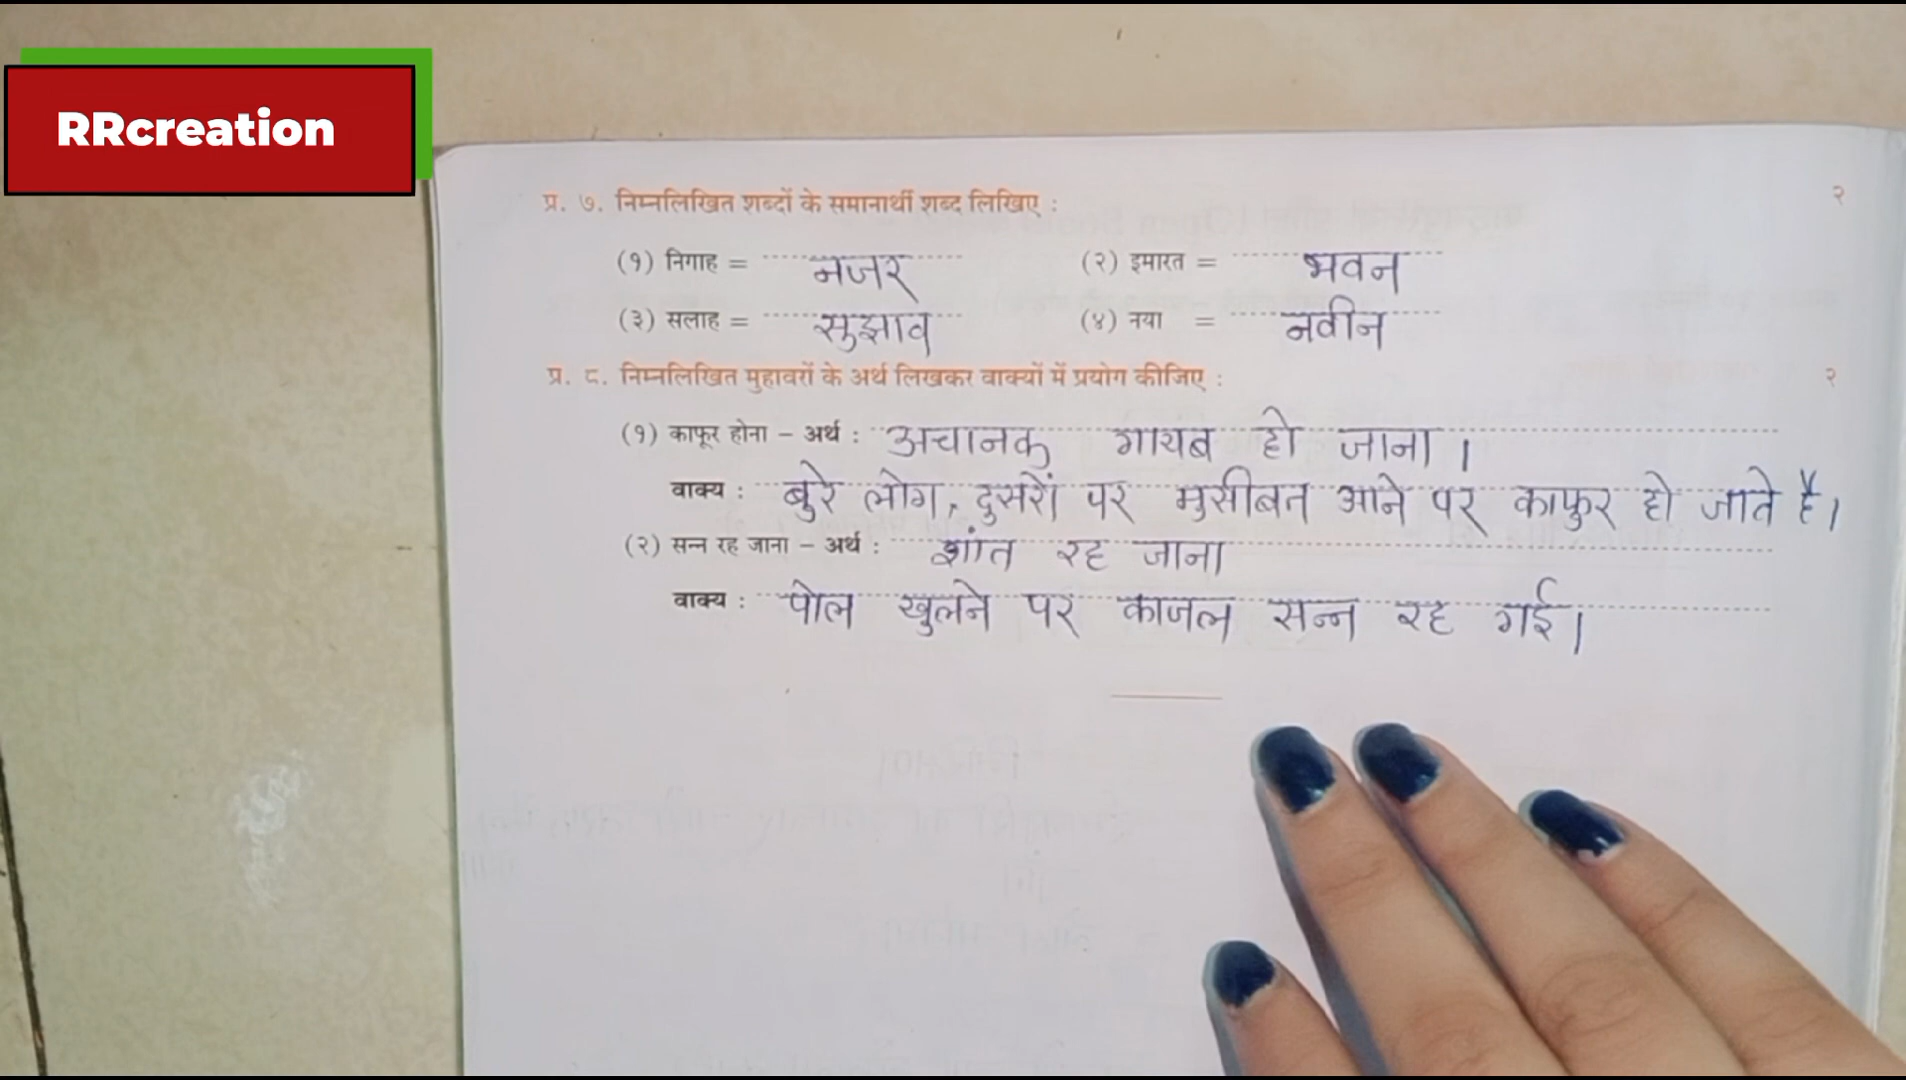 RRcreation
प्र. ७. निम्नलिखित शब्दों के समानार्थी शब्द लिखिए : २
(१) निगाह = नजर (२) इमारत = भवन
(३) सलाह = सुझाव (४) नया = नवीन
प्र. ८. निम्नलिखित मुहावरों के अर्थ लिखकर वाक्यों में प्रयोग कीजिए : २
(१) काफूर होना – अर्थ : अचानक गायब हो जाना ।
वाक्य : बुरे लोग, दुसरों पर मुसीबत आने पर काफुर हो जाते है।
(२) सन्न रह जाना – अर्थ : शांत रह जाना
वाक्य : पोल खुलने पर काजल सन्न रह गई।